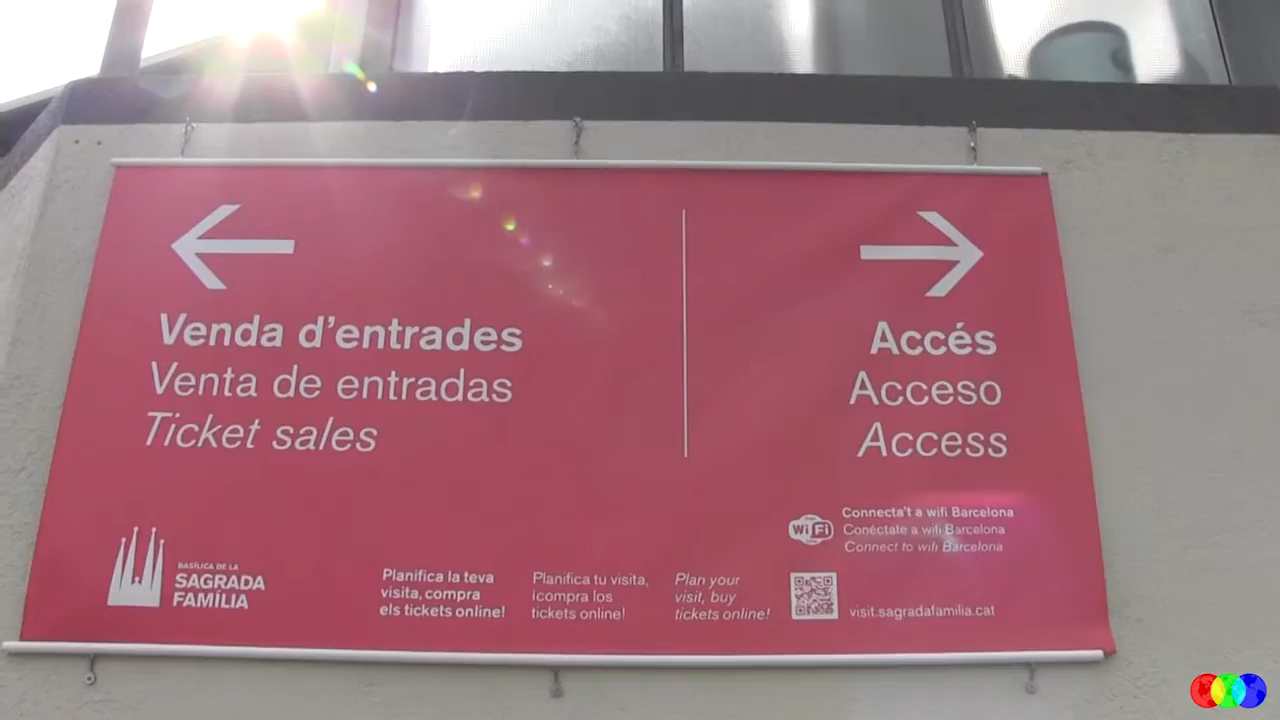 Venda d'entrades
Venta de entradas
Ticket sales
Accés
Acceso
Access
WiFi
Connecta't a wifi Barcelona
Conéctate a wifi Barcelona
Connect to wifi Barcelona
BASÍLICA DE LA
SAGRADA
FAMÍLIA
Planifica la teva
visita, compra
els tickets online!
Planifica tu visita,
¡compra los
tickets online!
Plan your
visit, buy
tickets online!
visit.sagradafamilia.cat